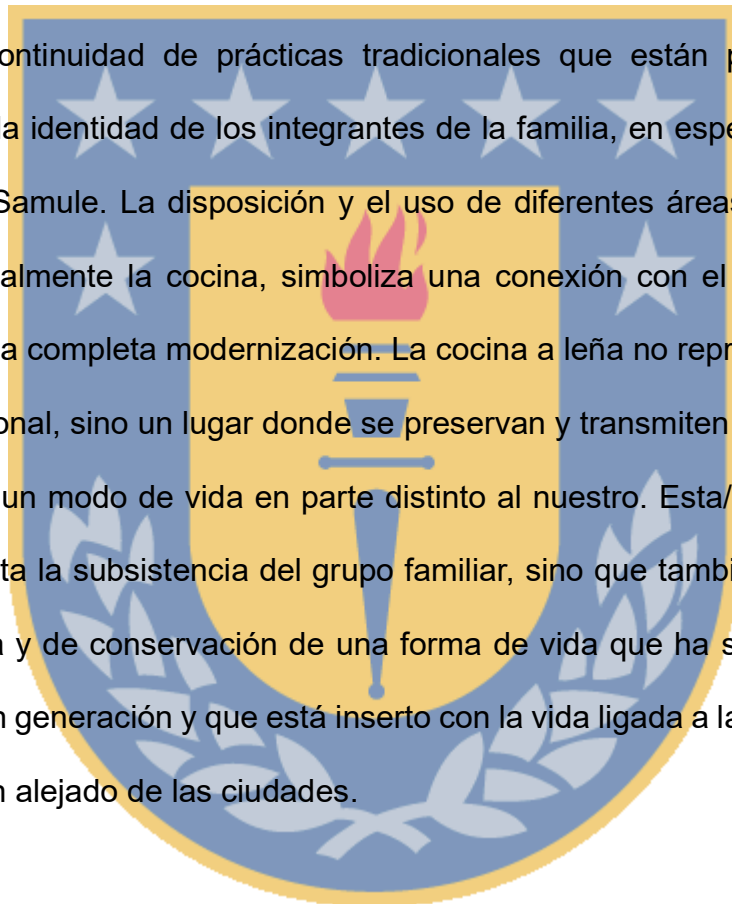 ontinuidad de prácticas tradicionales que están p
la identidad de los integrantes de la familia, en espe
Samule. La disposición y el uso de diferentes áreas
almente la cocina, simboliza una conexión con el
a completa modernización. La cocina a leña no repr
onal, sino un lugar donde se preservan y transmiten
un modo de vida en parte distinto al nuestro. Esta/
ta la subsistencia del grupo familiar, sino que tambi
a y de conservación de una forma de vida que ha s
n generación y que está inserto con la vida ligada a la
n alejado de las ciudades.